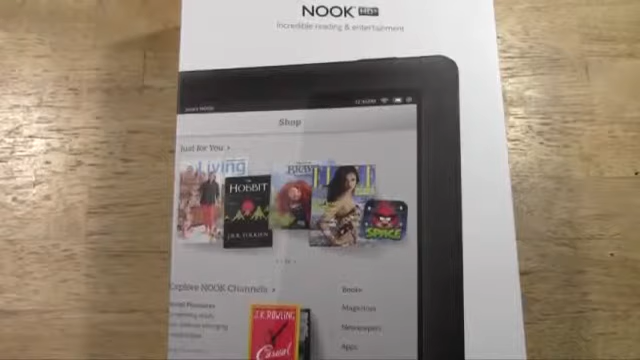 NOOK HD+
Incredible reading & entertainment
Shop
Just for You ›
Living
THE HOBBIT
J.R.R. TOLKIEN
BRAVE
SPACE
Explore NOOK Channels ›
Books
Magazines
Newspapers
Apps
J.K. ROWLING
Casual